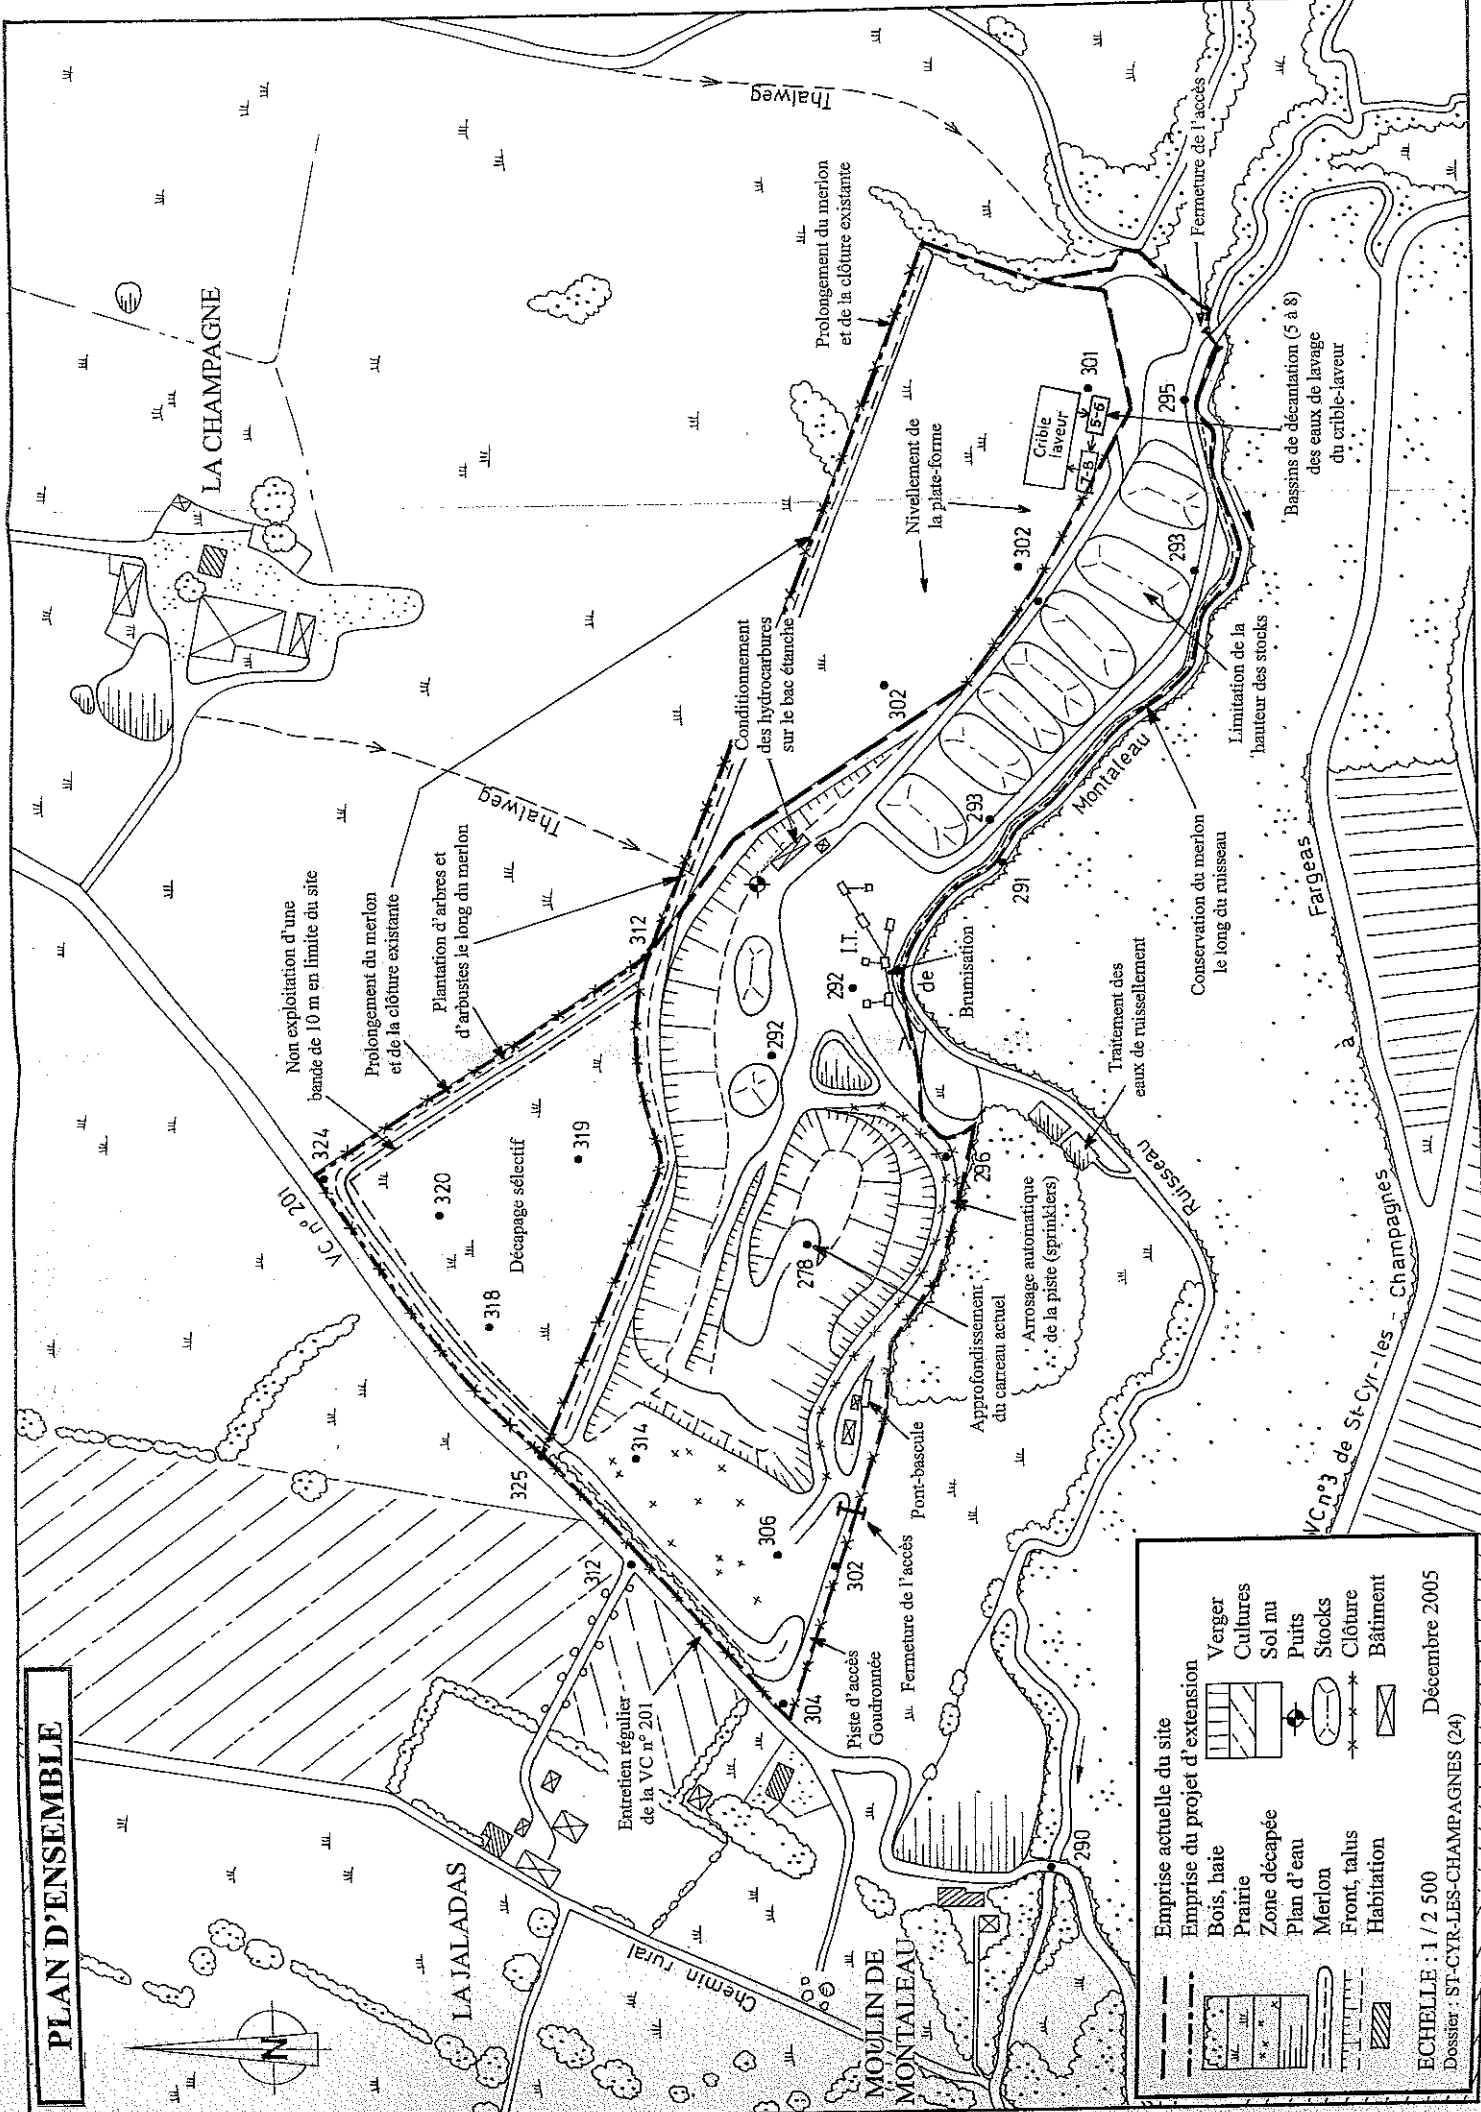 PLAN D'ENSEMBLE
N
LA JALADAS
LA CHAMPAGNE
MOULIN DE
MONTALEAU
Chemin rural
VC n° 201
Thalweg
Thalweg
Non exploitation d'une
bande de 10 m en limite du site
Prolongement du merlon
et de la clôture existante
Plantation d'arbres et
d'arbustes le long du merlon
Conditionnement
des hydrocarbures
sur le bac étanche
Prolongement du merlon
et de la clôture existante
Nivellement de
la plate-forme
Crible
laveur
7-8
5-6
Fermeture de l'accès
Bassins de décantation (5 à 8)
des eaux de lavage
du crible-laveur
Limitation de la
hauteur des stocks
Conservation du merlon
le long du ruisseau
Traitement des
eaux de ruissellement
Brumisation
I.T.
Arrosage automatique
de la piste (sprinklers)
Approfondissement
du carreau actuel
Pont-bascule
Fermeture de l'accès
Piste d'accès
Goudronnée
Entretien régulier
de la VC n° 201
Décapage sélectif
324
320
319
318
325
312
312
314
306
302
304
290
278
296
292
292
291
293
293
295
301
302
302
Ruisseau
de
Montaleau
VC n°3 de St-Cyr-les-Champagnes
à
Fargeas
Emprise actuelle du site
Emprise du projet d'extension
Bois, haie
Prairie
Zone décapée
Plan d'eau
Merlon
Front, talus
Habitation
Verger
Cultures
Sol nu
Puits
Stocks
Clôture
Bâtiment
ECHELLE : 1 / 2 500
Décembre 2005
Dossier : ST-CYR-LES-CHAMPAGNES (24)